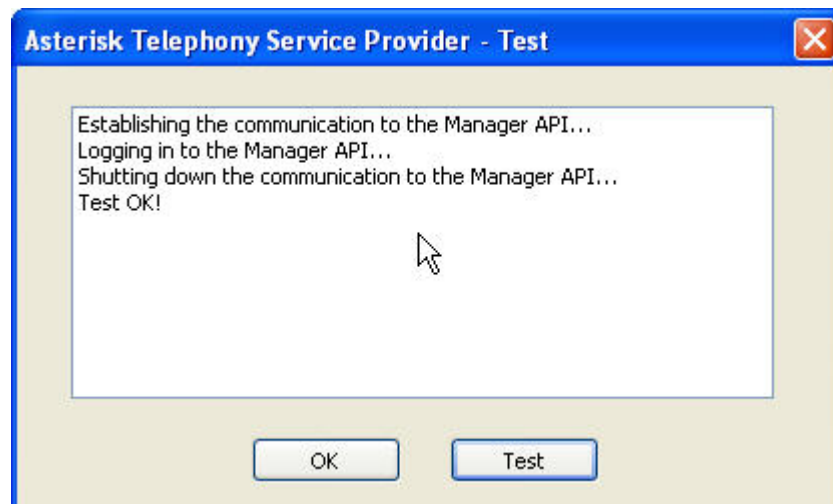 Asterisk Telephony Service Provider - Test
Establishing the communication to the Manager API...
Logging in to the Manager API...
Shutting down the communication to the Manager API...
Test OK!
OK
Test